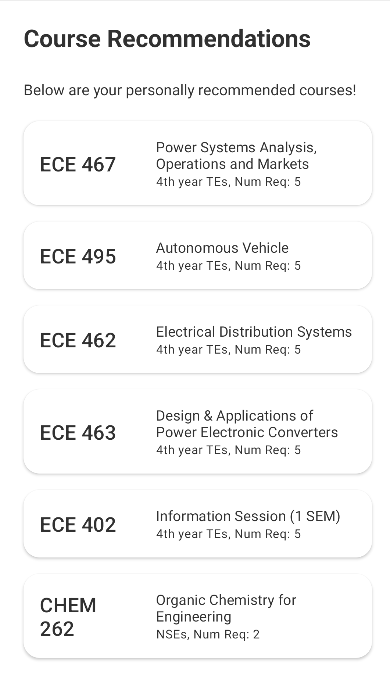 Course Recommendations
Below are your personally recommended courses!
ECE 467
Power Systems Analysis,
Operations and Markets
4th year TEs, Num Req: 5
ECE 495
Autonomous Vehicle
4th year TEs, Num Req: 5
ECE 462
Electrical Distribution Systems
4th year TEs, Num Req: 5
ECE 463
Design & Applications of
Power Electronic Converters
4th year TEs, Num Req: 5
ECE 402
Information Session (1 SEM)
4th year TEs, Num Req: 5
CHEM
262
Organic Chemistry for
Engineering
NSEs, Num Req: 2